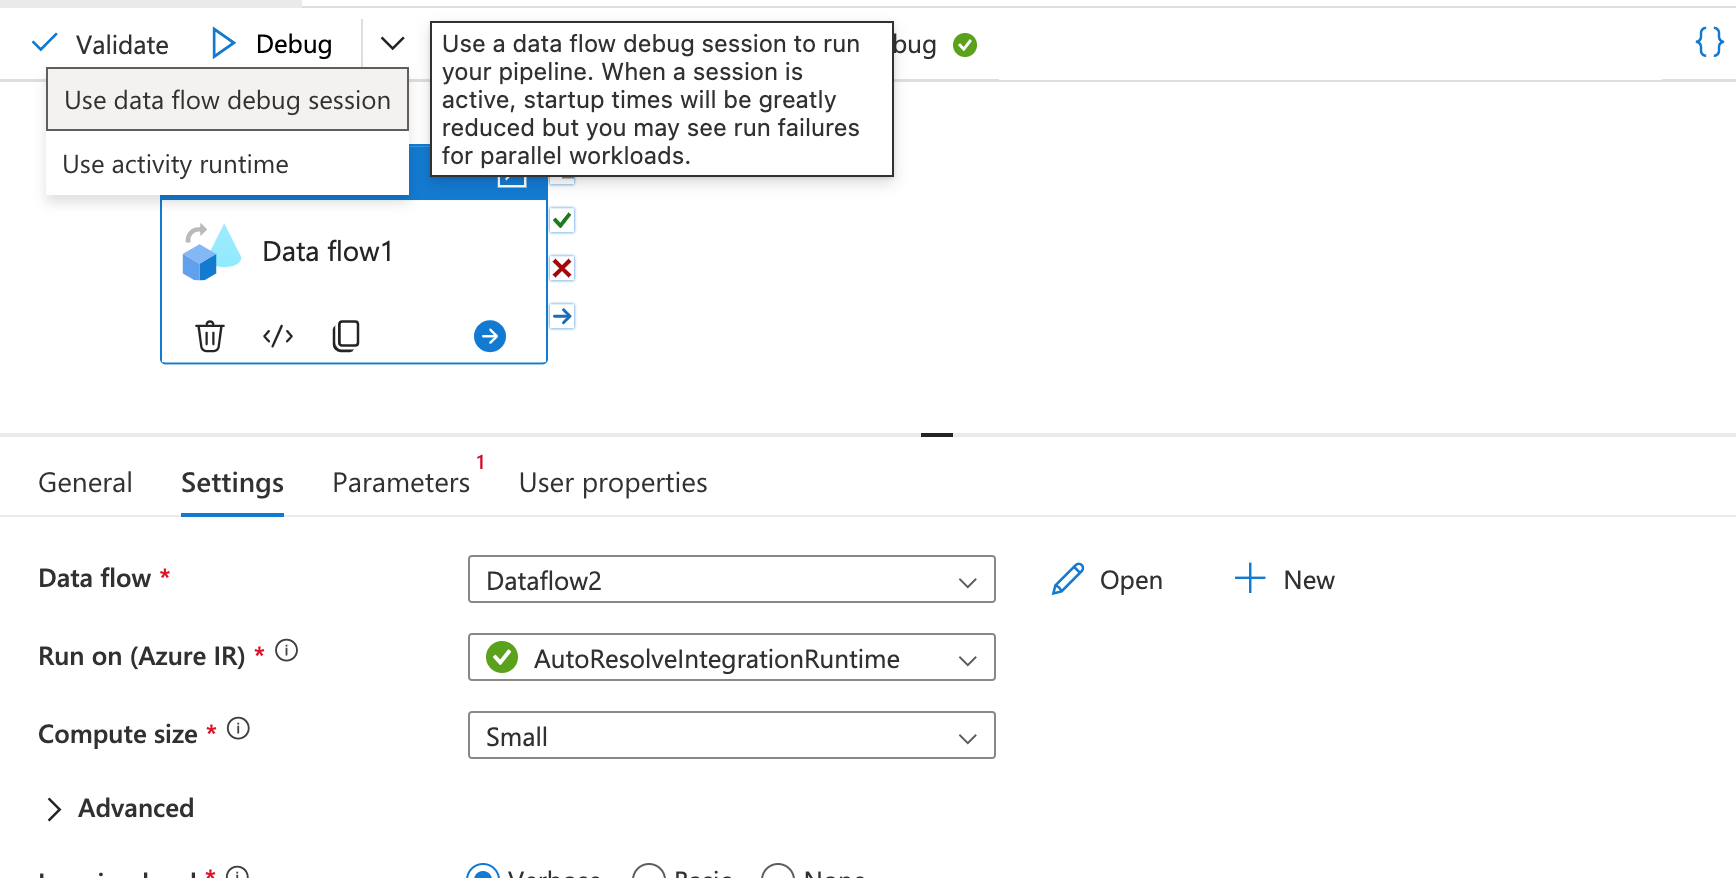 Validate
Debug
Use a data flow debug session to run
your pipeline. When a session is
active, startup times will be greatly
reduced but you may see run failures
for parallel workloads.
bug
{}
Use data flow debug session
Use activity runtime
Data flow1
</>
General
Settings
Parameters 1
User properties
Data flow *
Dataflow2
Open
New
Run on (Azure IR) *
AutoResolveIntegrationRuntime
Compute size *
Small
Advanced
Verbose
Basic
None